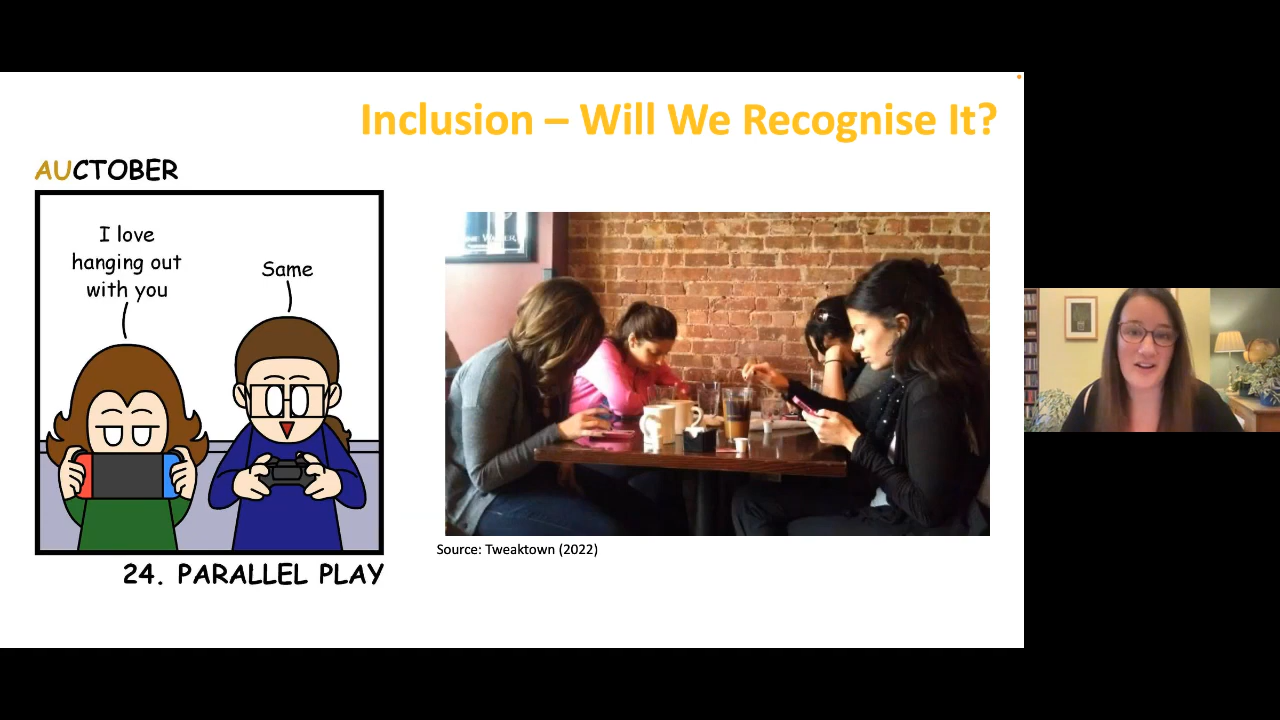 Inclusion – Will We Recognise It?
AUCTOBER
I love
hanging out
with you
Same
24. PARALLEL PLAY
Source: Tweaktown (2022)